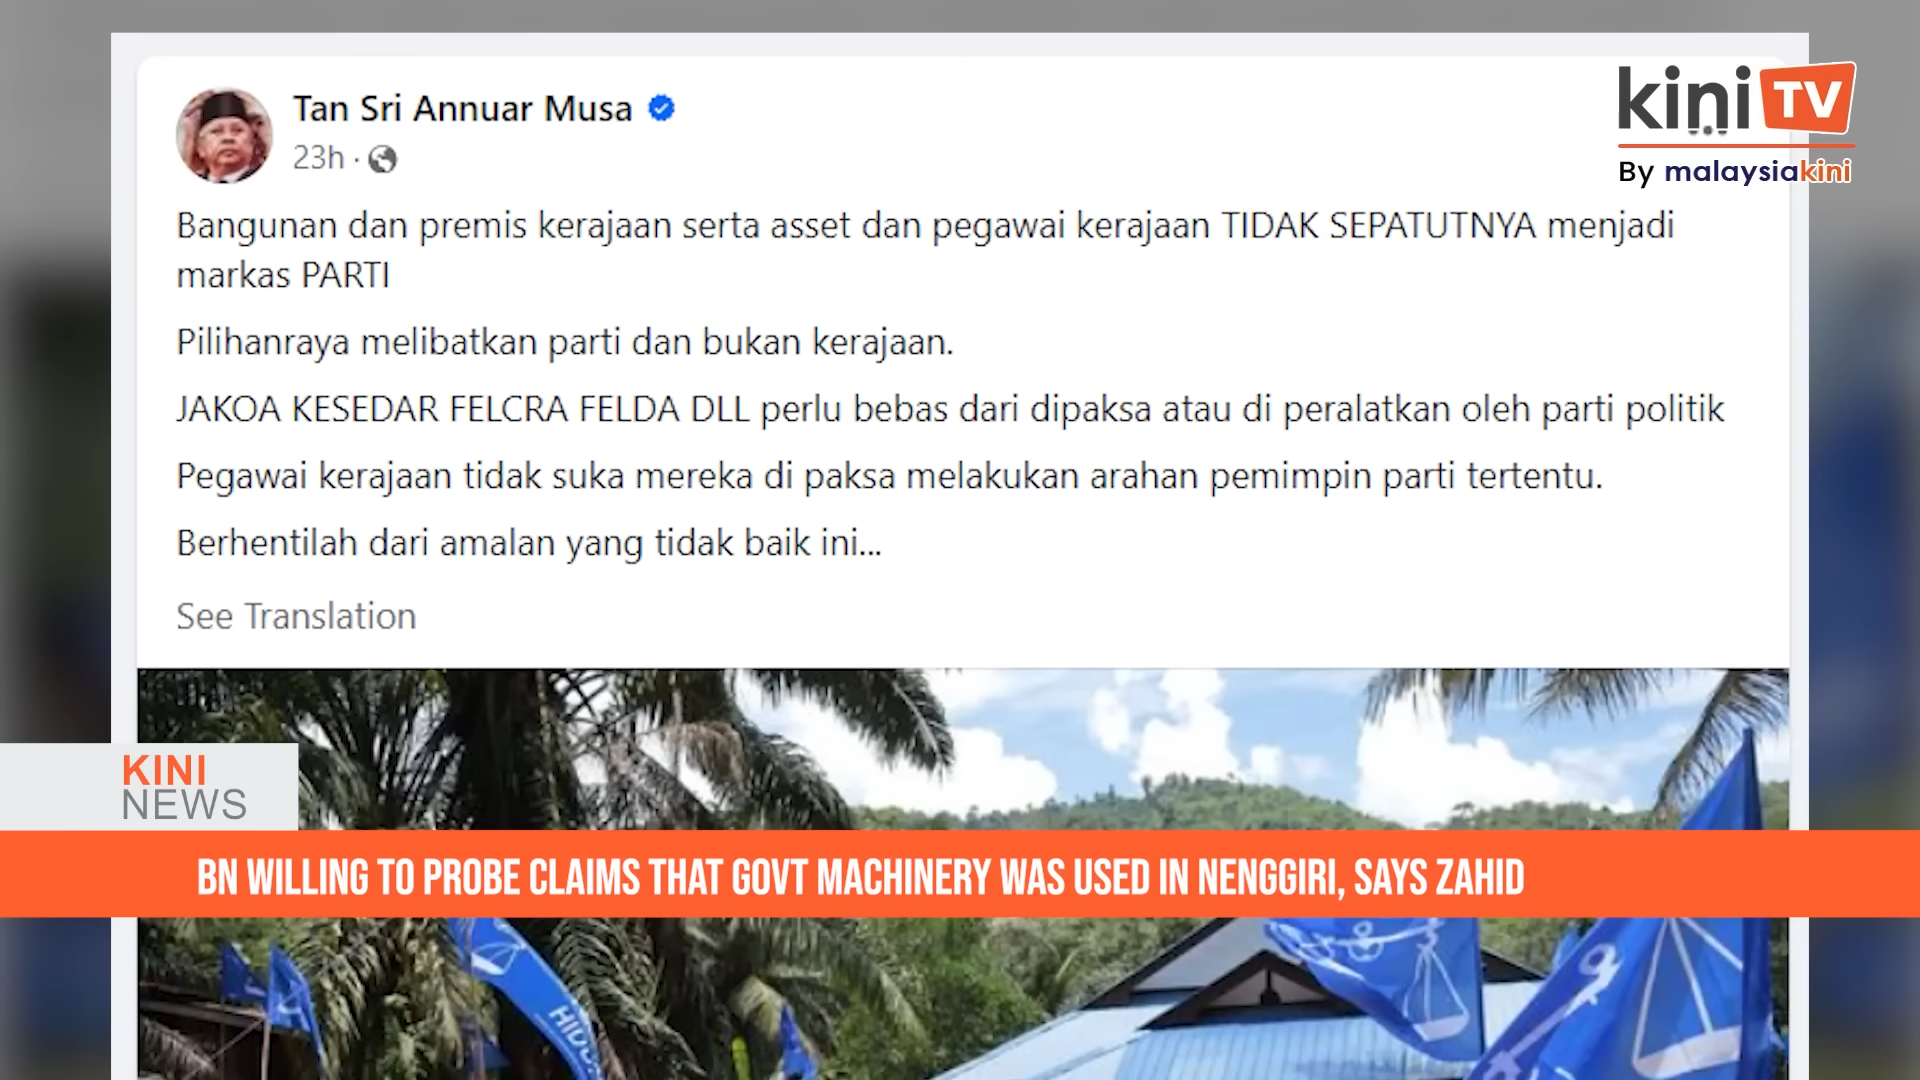 Tan Sri Annuar Musa
23h ·
kini TV
By malaysiakini
Bangunan dan premis kerajaan serta asset dan pegawai kerajaan TIDAK SEPATUTNYA menjadi
markas PARTI
Pilihanraya melibatkan parti dan bukan kerajaan.
JAKOA KESEDAR FELCRA FELDA DLL perlu bebas dari dipaksa atau di peralatkan oleh parti politik
Pegawai kerajaan tidak suka mereka di paksa melakukan arahan pemimpin parti tertentu.
Berhentilah dari amalan yang tidak baik ini...
See Translation
KINI
NEWS
BN WILLING TO PROBE CLAIMS THAT GOVT MACHINERY WAS USED IN NENGGIRI, SAYS ZAHID